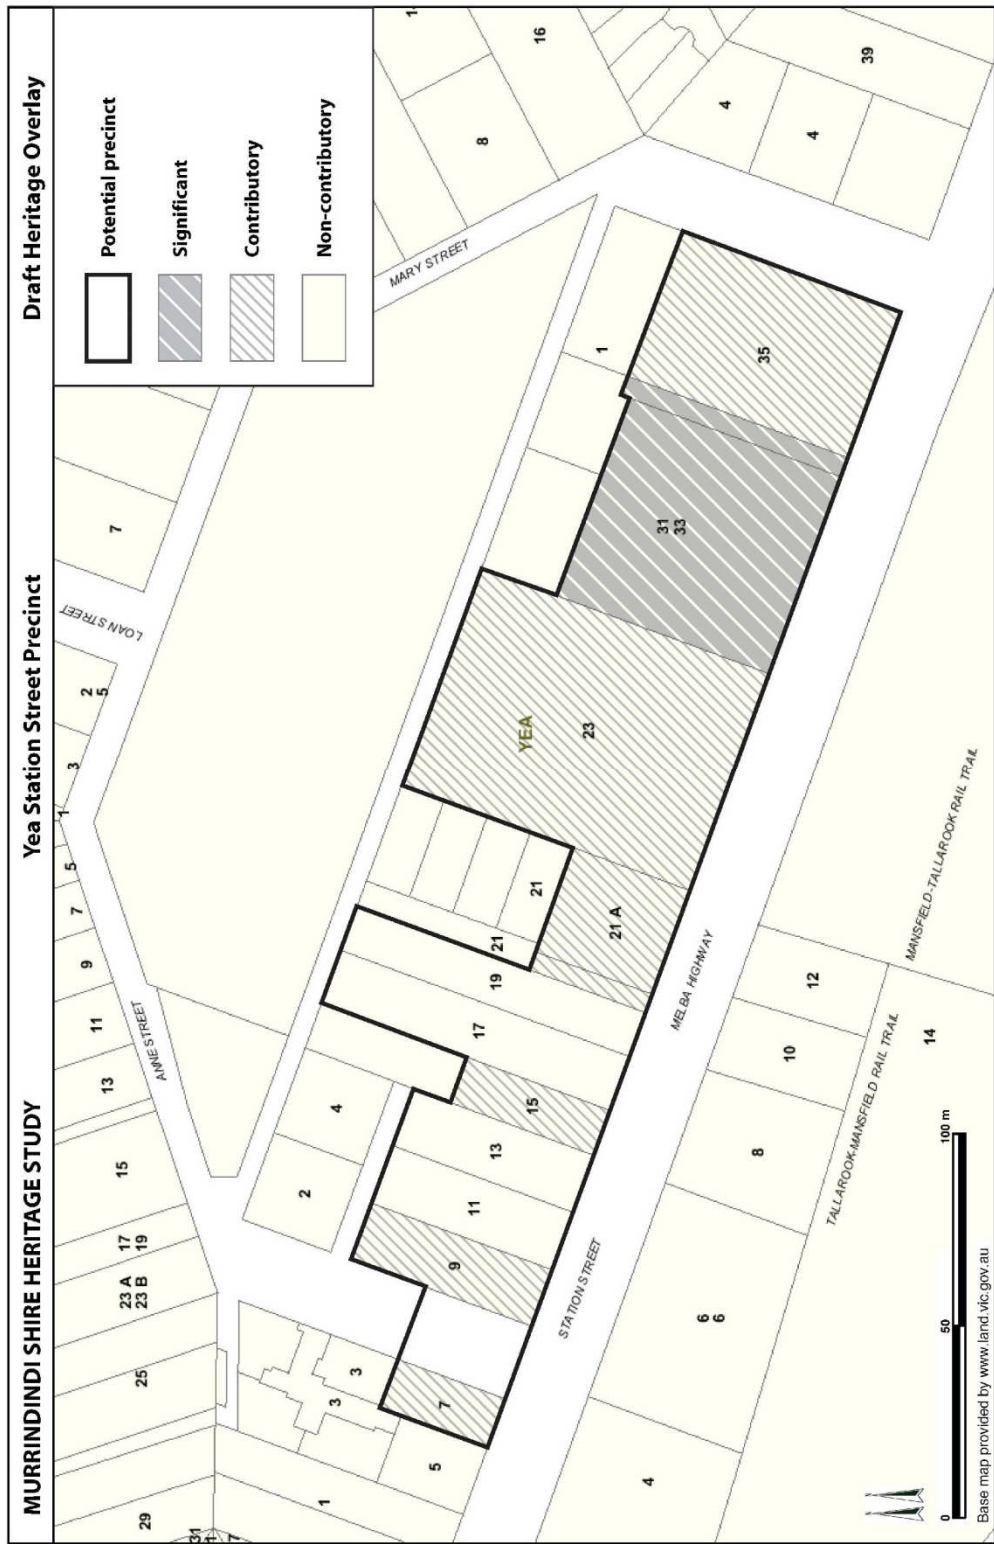 MURRINDINDI SHIRE HERITAGE STUDY
Yea Station Street Precinct
Draft Heritage Overlay
Potential precinct
Significant
Contributory
Non-contributory
29
31
1
7
25
23 A
23 B
17
19
15
13
11
9
7
5
1
3
2
5
7
16
8
39
4
4
ANNE STREET
LOAN STREET
MARY STREET
1
3
3
5
2
4
7
9
11
13
15
17
19
21
21
21 A
YEA
23
31
33
35
1
STATION STREET
MELBA HIGHWAY
4
6
6
8
10
12
14
TALLAROOK-MANSFIELD RAIL TRAIL
MANSFIELD-TALLAROOK RAIL TRAIL
0
50
100 m
Base map provided by www.land.vic.gov.au